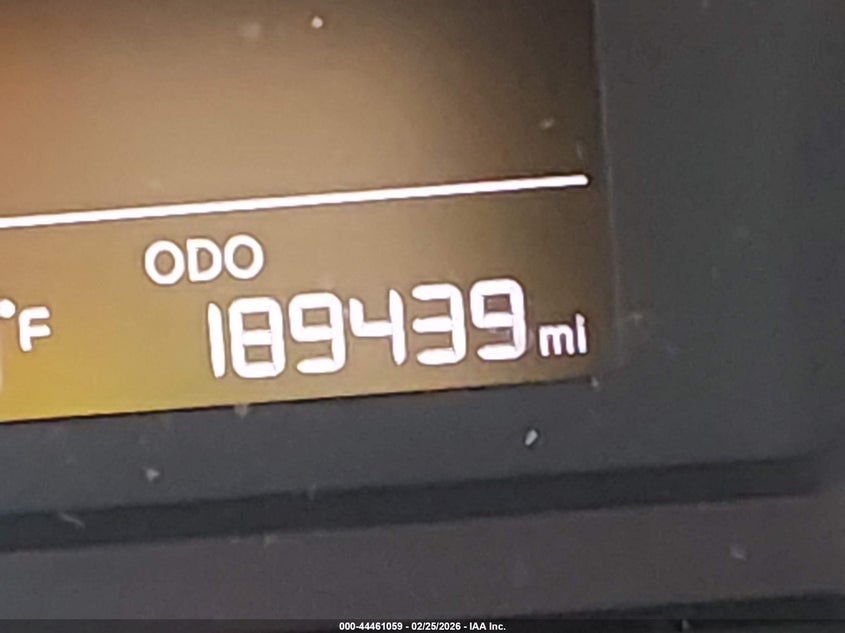 ODO
°F
189439 mi
000-44461059 - 02/25/2026 - IAA Inc.